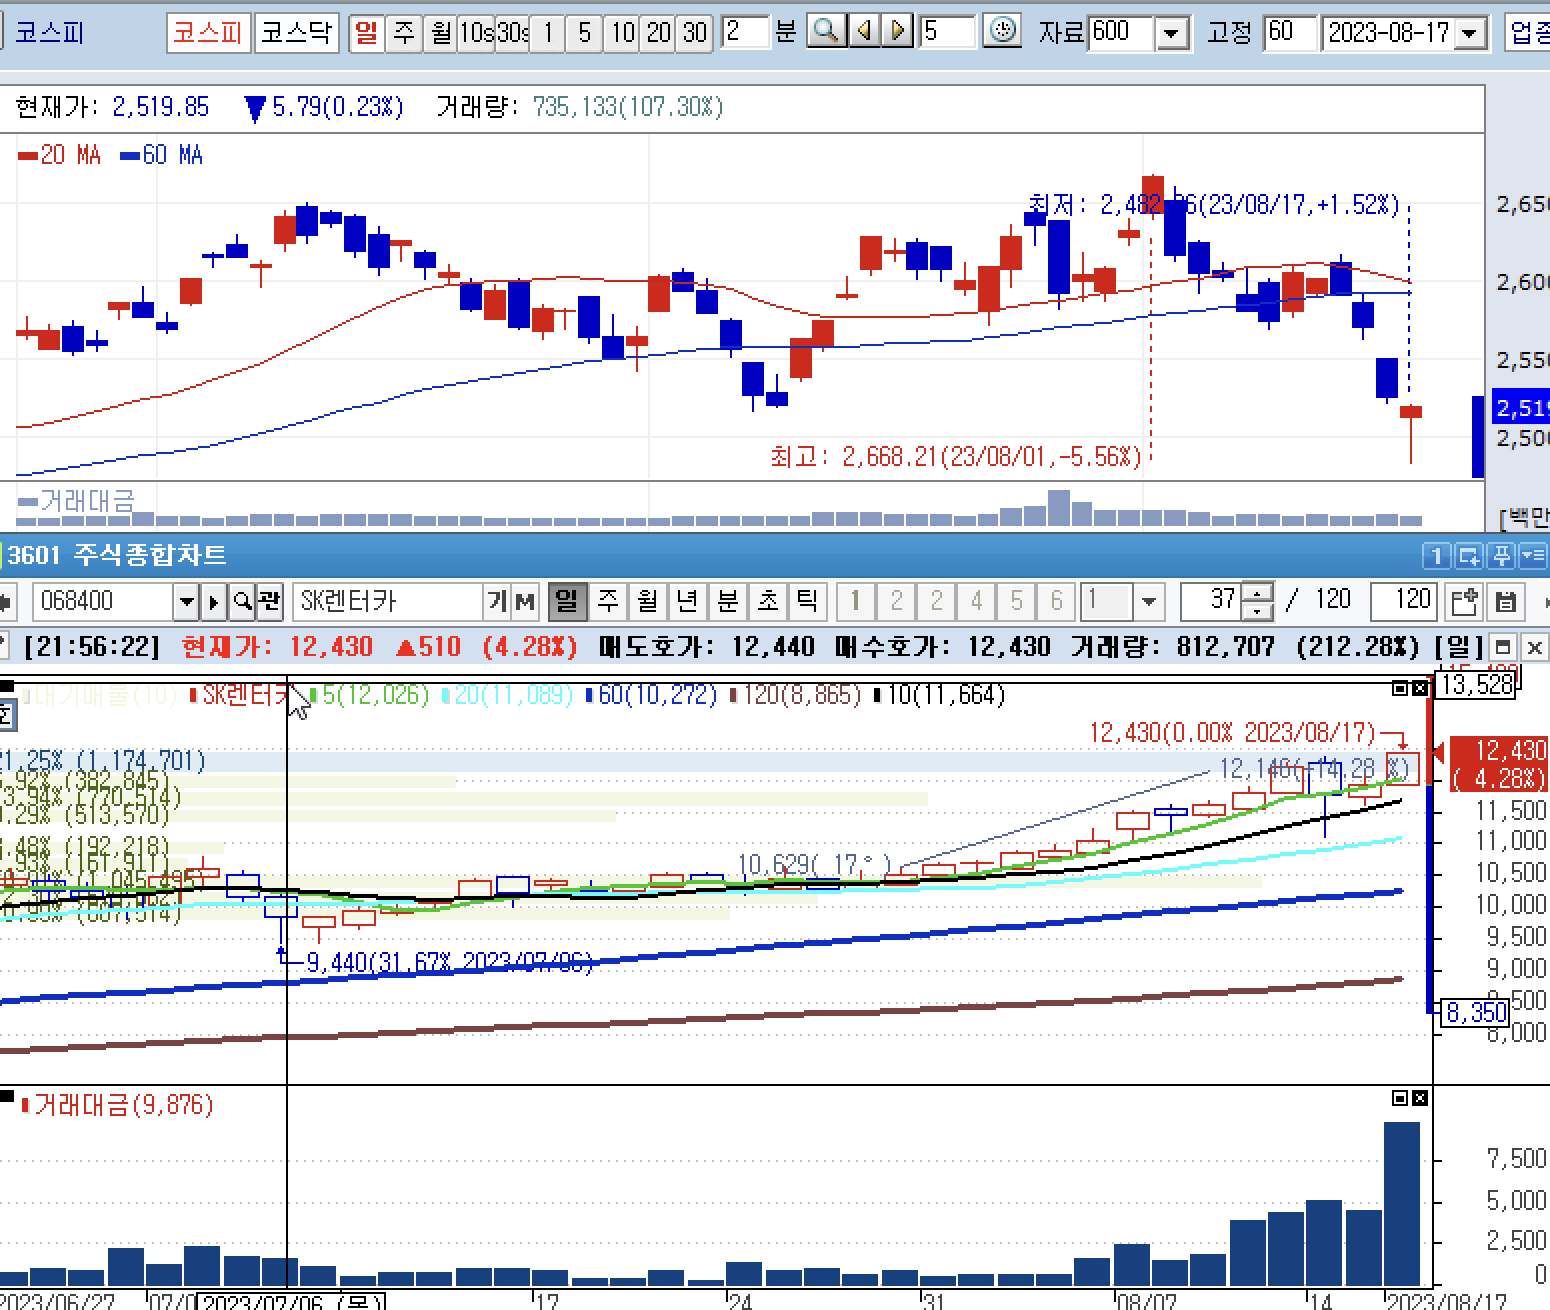 코스피 코스피 코스닥 일 주 월 10s 30s 1 5 10 20 30 2 분 5 자료 600 고정 60 2023-08-17 업종
현재가: 2,519.85 ▼5.79(0.23%) 거래량: 735,133(107.30%)
20 MA 60 MA
최저: 2,482.06(23/08/17,+1.52%)
2,650
2,600
2,550
2,519
2,500
최고: 2,668.21(23/08/01,-5.56%)
거래대금
[백만
3601 주식종합차트 1
068400 관 SK렌터카 기 M 일 주 월 년 분 초 틱 1 2 2 4 5 6 1 37 / 120 120
[21:56:22] 현재가: 12,430 ▲510 (4.28%) 매도호가: 12,440 매수호가: 12,430 거래량: 812,707 (212.28%) [일]
대기매물(10) SK렌터카 5(12,026) 20(11,089) 60(10,272) 120(8,865) 10(11,664)
13,528
12,430(0.00% 2023/08/17)
12,430
( 4.28%)
21.25% (1,174,701)
12,146(-14.28 %)
.92% (382,845)
3.94% (770,514)
.29% (513,570)
.48% (192,218)
10,629( 17.° )
11,500
11,000
10,500
10,000
9,500
9,000
8,500
8,350
8,000
9,440(31.67% 2023/07/06)
거래대금(9,876)
7,500
5,000
2,500
0
2023/06/27 07/0 2023/07/06 (목) 17 24 31 08/07 14 2023/08/17